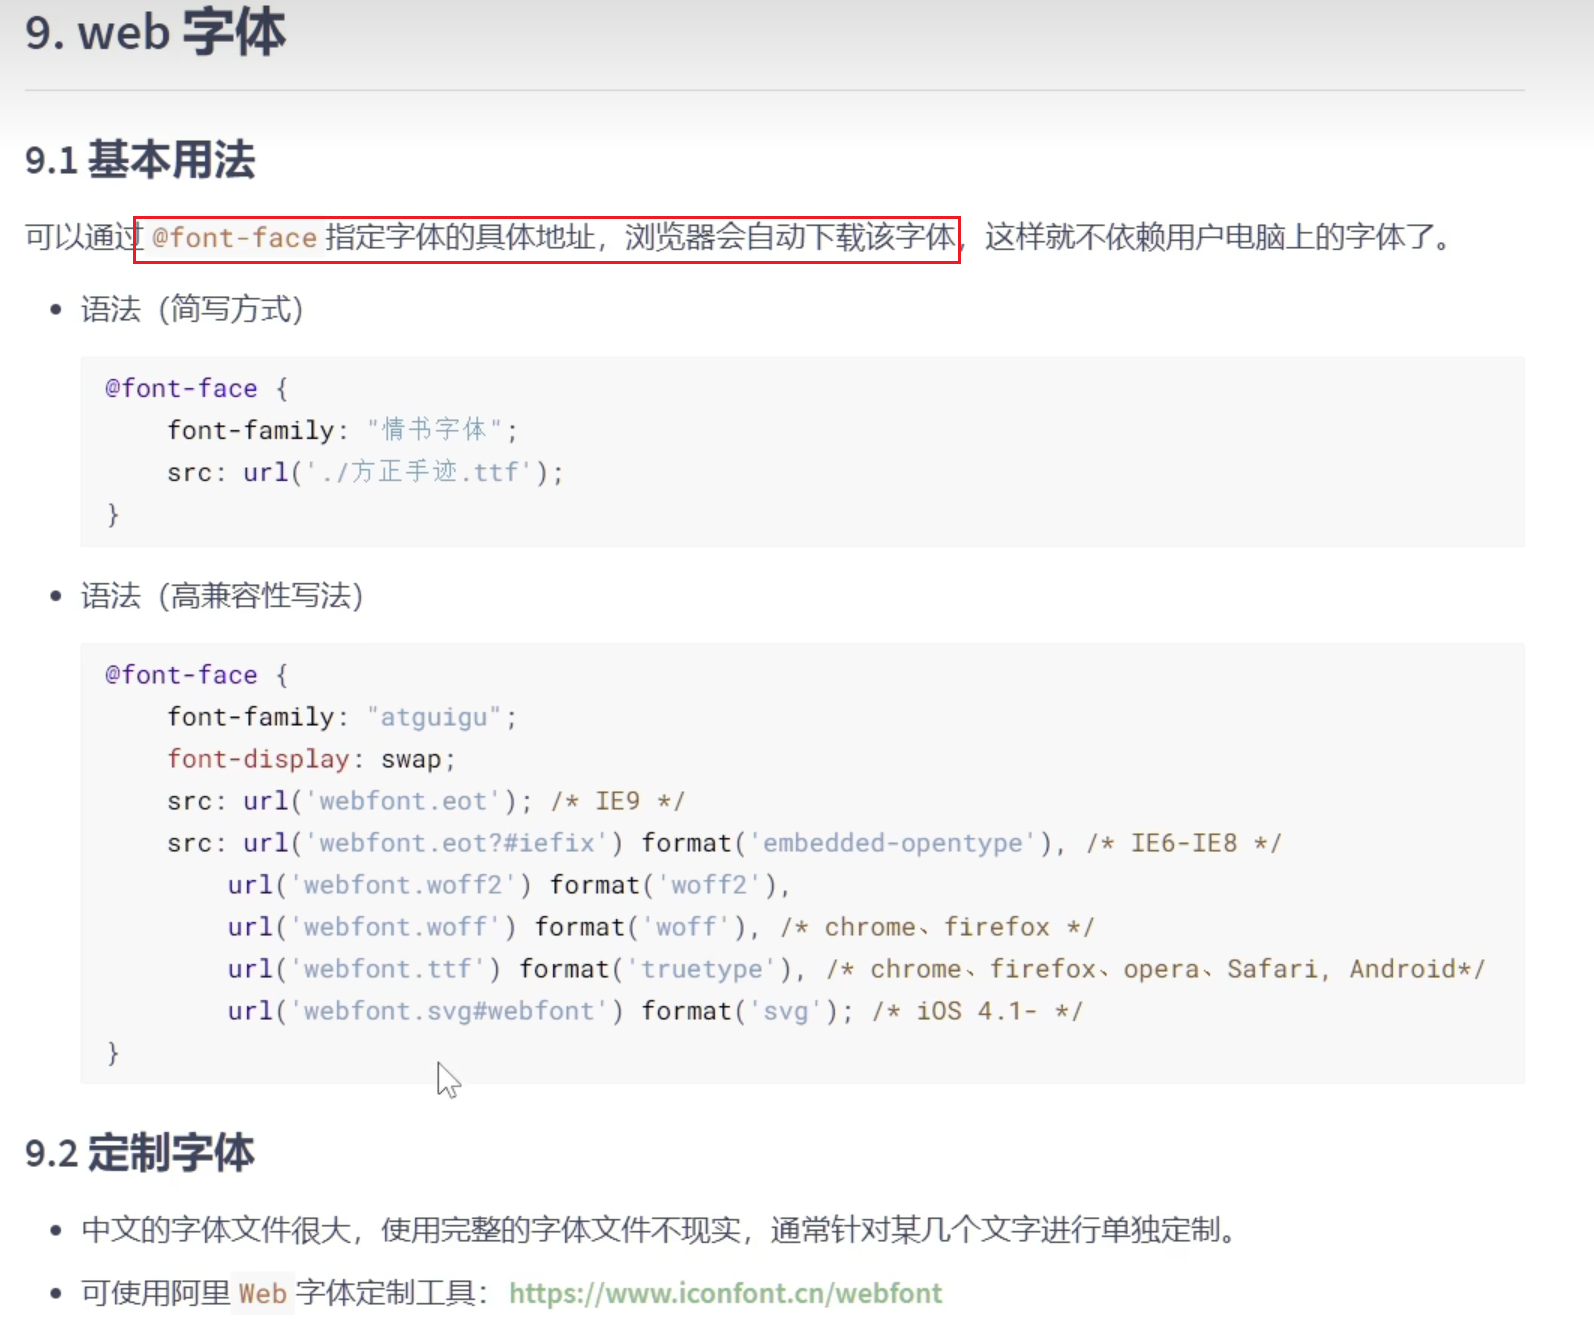 9. web 字体
9.1 基本用法
可以通过 @font-face 指定字体的具体地址，浏览器会自动下载该字体，这样就不依赖用户电脑上的字体了。
• 语法（简写方式）
@font-face {
    font-family: "情书字体";
    src: url('./方正手迹.ttf');
}
• 语法（高兼容性写法）
@font-face {
    font-family: "atguigu";
    font-display: swap;
    src: url('webfont.eot'); /* IE9 */
    src: url('webfont.eot?#iefix') format('embedded-opentype'), /* IE6-IE8 */
        url('webfont.woff2') format('woff2'),
        url('webfont.woff') format('woff'), /* chrome、firefox */
        url('webfont.ttf') format('truetype'), /* chrome、firefox、opera、Safari, Android*/
        url('webfont.svg#webfont') format('svg'); /* iOS 4.1- */
}
9.2 定制字体
• 中文的字体文件很大，使用完整的字体文件不现实，通常针对某几个文字进行单独定制。
• 可使用阿里 Web 字体定制工具：https://www.iconfont.cn/webfont